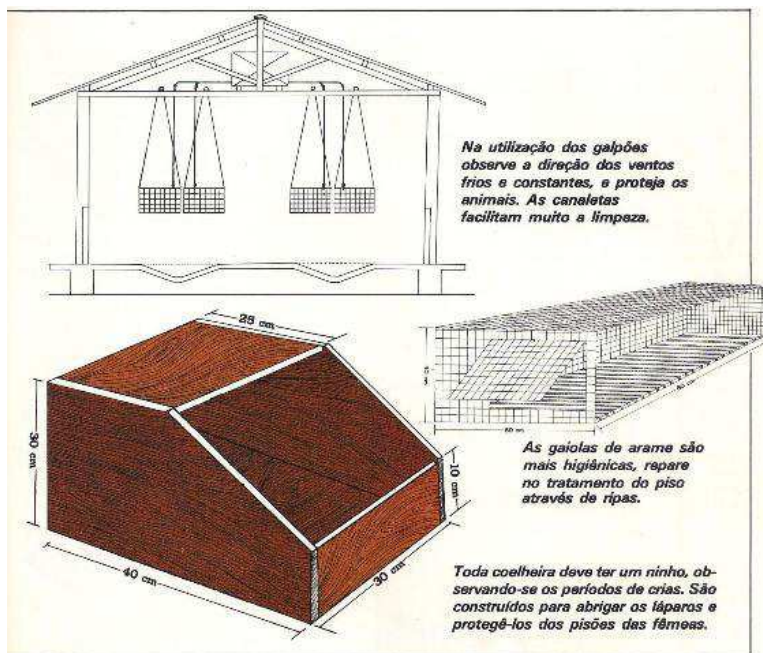 Na utilização dos galpões
observe a direção dos ventos
frios e constantes, e proteja os
animais. As canaletas
facilitam muito a limpeza.
28 cm
30 cm
10 cm
40 cm
30 cm
80 cm
As gaiolas de arame são
mais higiênicas, repare
no tratamento do piso
através de ripas.
Toda coelheira deve ter um ninho, ob-
servando-se os períodos de crias. São
construídos para abrigar os láparos e
protegê-los dos pisões das fêmeas.